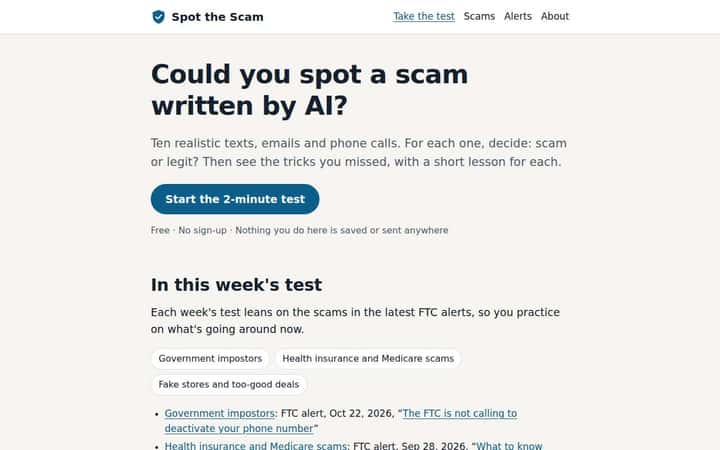 Spot the Scam
Take the test Scams Alerts About
Could you spot a scam
written by AI?
Ten realistic texts, emails and phone calls. For each one, decide: scam
or legit? Then see the tricks you missed, with a short lesson for each.
Start the 2-minute test
Free · No sign-up · Nothing you do here is saved or sent anywhere
In this week's test
Each week's test leans on the scams in the latest FTC alerts, so you practice
on what's going around now.
Government impostors Health insurance and Medicare scams
Fake stores and too-good deals
• Government impostors: FTC alert, Oct 22, 2026, “The FTC is not calling to
deactivate your phone number”
• Health insurance and Medicare scams: FTC alert, Sep 28, 2026, “What to know